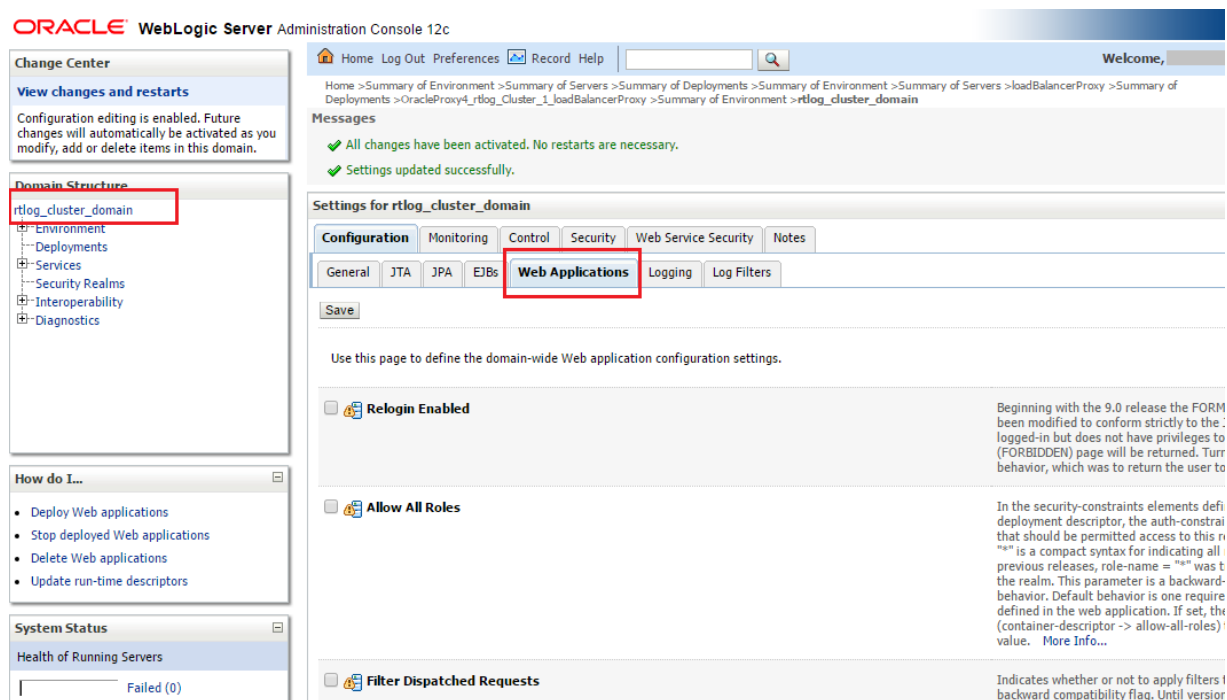 ORACLE WebLogic Server Administration Console 12c
Change Center
View changes and restarts
Configuration editing is enabled. Future
changes will automatically be activated as you
modify, add or delete items in this domain.
Domain Structure
rtlog_cluster_domain
Environment
Deployments
Services
Security Realms
Interoperability
Diagnostics
How do I...
Deploy Web applications
Stop deployed Web applications
Delete Web applications
Update run-time descriptors
System Status
Health of Running Servers
Failed (0)
Home Log Out Preferences Record Help
Welcome,
Home >Summary of Environment >Summary of Servers >Summary of Deployments >Summary of Environment >Summary of Servers >loadBalancerProxy >Summary of
Deployments >OracleProxy4_rtlog_Cluster_1_loadBalancerProxy >Summary of Environment >rtlog_cluster_domain
Messages
All changes have been activated. No restarts are necessary.
Settings updated successfully.
Settings for rtlog_cluster_domain
Configuration Monitoring Control Security Web Service Security Notes
General JTA JPA EJBs Web Applications Logging Log Filters
Save
Use this page to define the domain-wide Web application configuration settings.
Relogin Enabled
Beginning with the 9.0 release the FORM
been modified to conform strictly to the
logged-in but does not have privileges to
(FORBIDDEN) page will be returned. Turn
behavior, which was to return the user to
Allow All Roles
In the security-constraints elements defi
deployment descriptor, the auth-constrai
that should be permitted access to this r
"*" is a compact syntax for indicating all
previous releases, role-name = "*" was t
the realm. This parameter is a backward-
behavior. Default behavior is one require
defined in the web application. If set, the
(container-descriptor -> allow-all-roles)
value. More Info...
Filter Dispatched Requests
Indicates whether or not to apply filters
backward compatibility flag. Until version